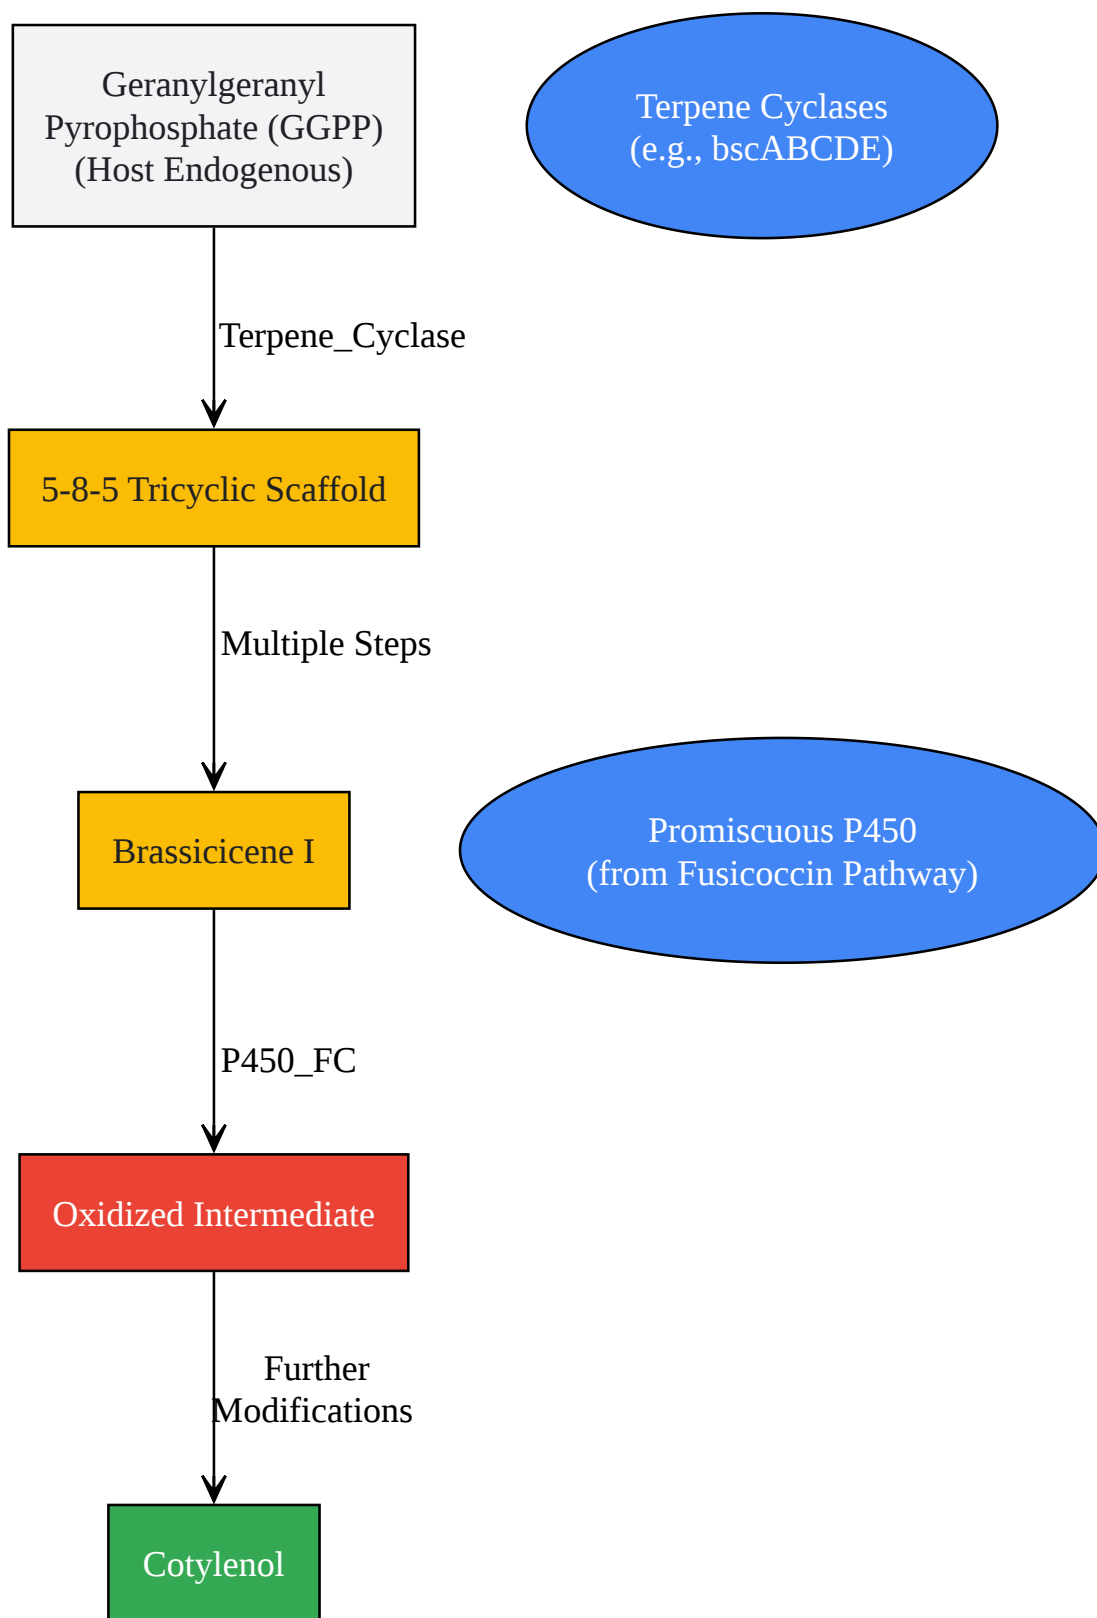 Geranylgeranyl
Pyrophosphate (GGPP)
(Host Endogenous)
Terpene Cyclases
(e.g., bscABCDE)
Terpene_Cyclase
5-8-5 Tricyclic Scaffold
Multiple Steps
Brassicicene I
Promiscuous P450
(from Fusicoccin Pathway)
P450_FC
Oxidized Intermediate
Further
Modifications
Cotylenol